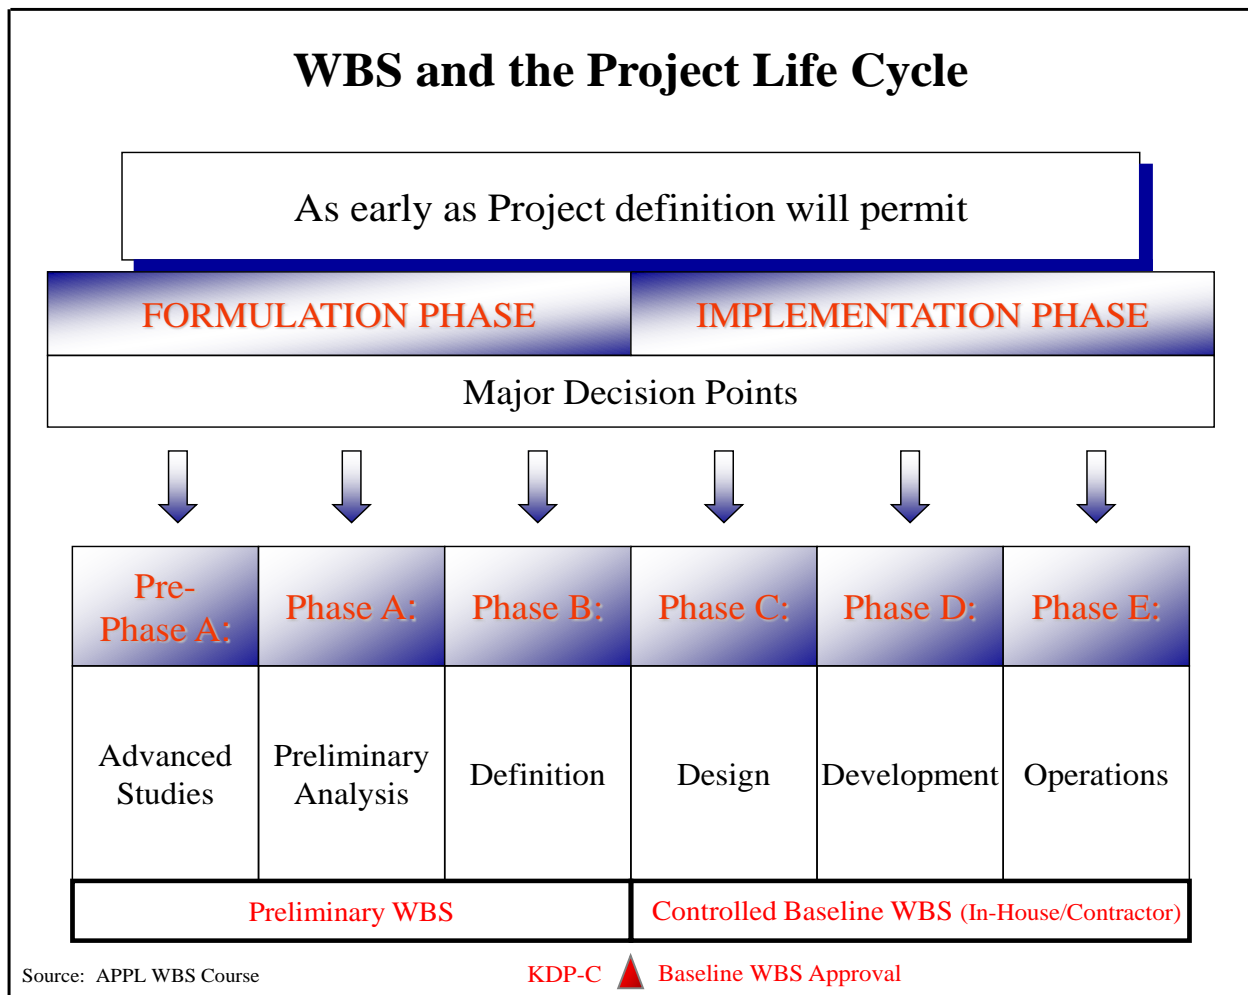 WBS and the Project Life Cycle
As early as Project definition will permit
FORMULATION PHASE
IMPLEMENTATION PHASE
Major Decision Points
Pre-
Phase A:
Phase A:
Phase B:
Phase C:
Phase D:
Phase E:
Advanced
Studies
Preliminary
Analysis
Definition
Design
Development
Operations
Preliminary WBS
Controlled Baseline WBS (In-House/Contractor)
Source:  APPL WBS Course
KDP-C
Baseline WBS Approval